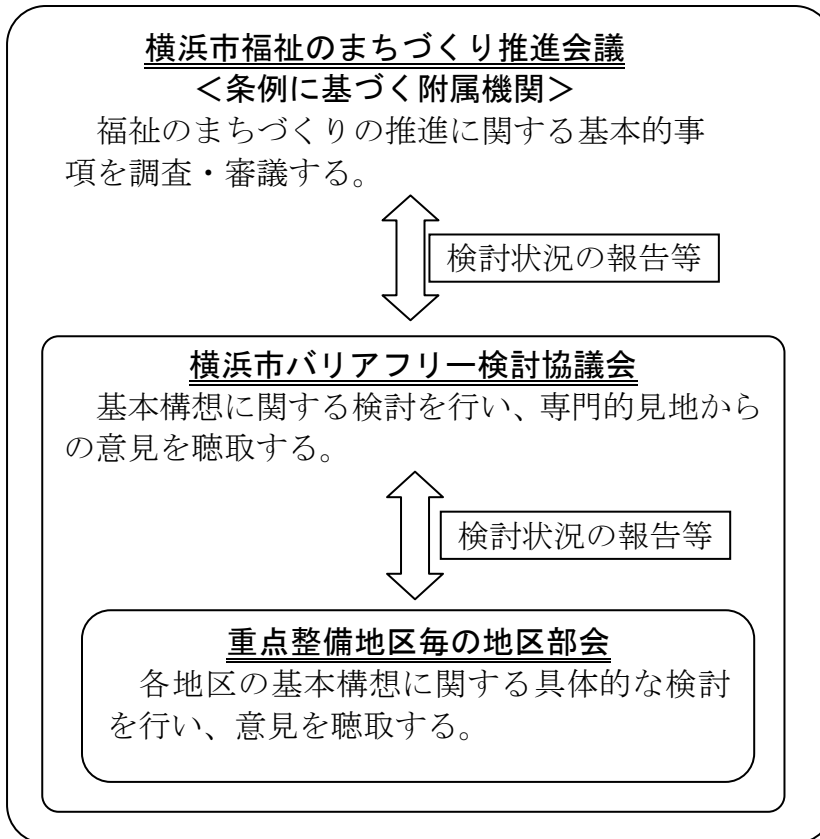 横浜市福祉のまちづくり推進会議
＜条例に基づく附属機関＞
福祉のまちづくりの推進に関する基本的事
項を調査・審議する。
検討状況の報告等
横浜市バリアフリー検討協議会
基本構想に関する検討を行い、専門的見地から
の意見を聴取する。
検討状況の報告等
重点整備地区毎の地区部会
各地区の基本構想に関する具体的な検討
を行い、意見を聴取する。